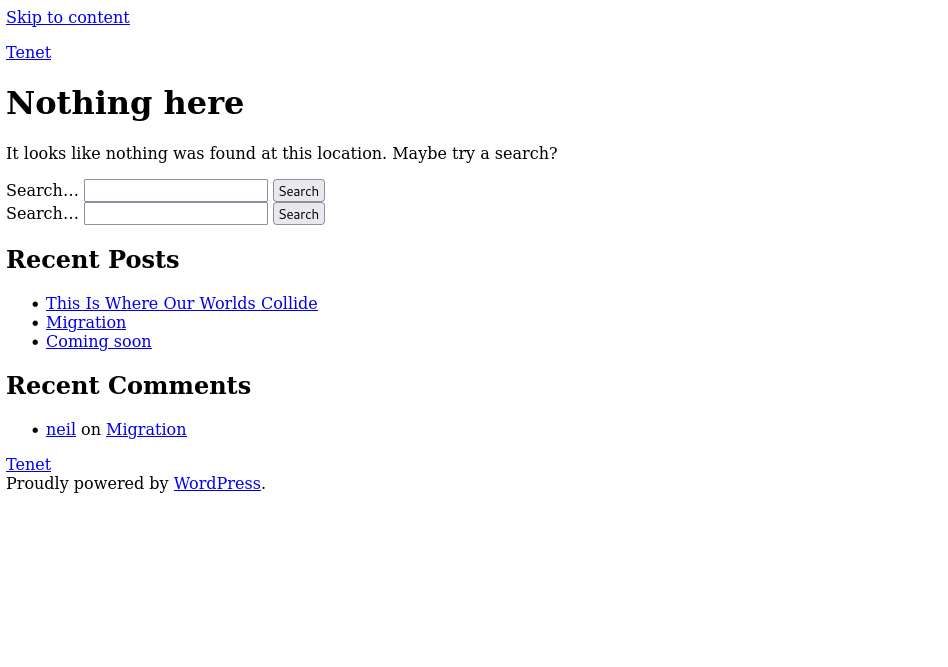 Skip to content
Tenet
Nothing here
It looks like nothing was found at this location. Maybe try a search?
Search… Search
Search… Search
Recent Posts
This Is Where Our Worlds Collide
Migration
Coming soon
Recent Comments
neil on Migration
Tenet
Proudly powered by WordPress.